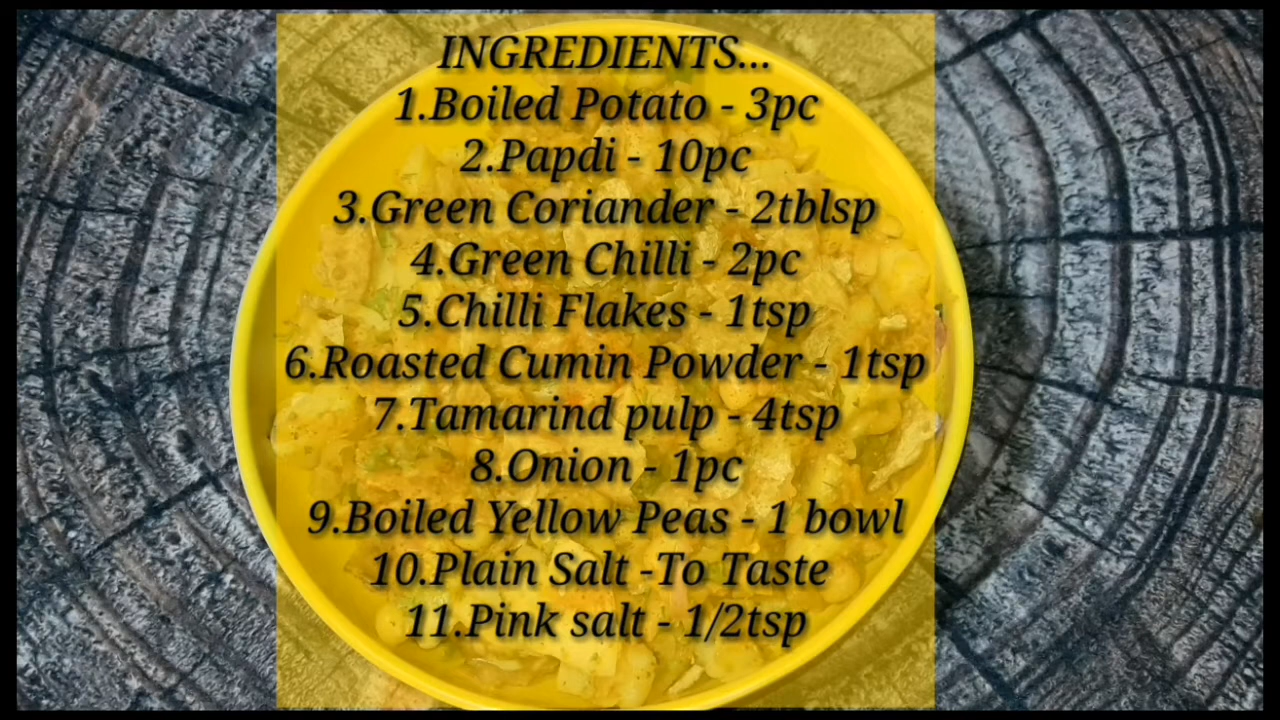 INGREDIENTS...
1.Boiled Potato - 3pc
2.Papdi - 10pc
3.Green Coriander - 2tblsp
4.Green Chilli - 2pc
5.Chilli Flakes - 1tsp
6.Roasted Cumin Powder - 1tsp
7.Tamarind pulp - 4tsp
8.Onion - 1pc
9.Boiled Yellow Peas - 1 bowl
10.Plain Salt -To Taste
11.Pink salt - 1/2tsp